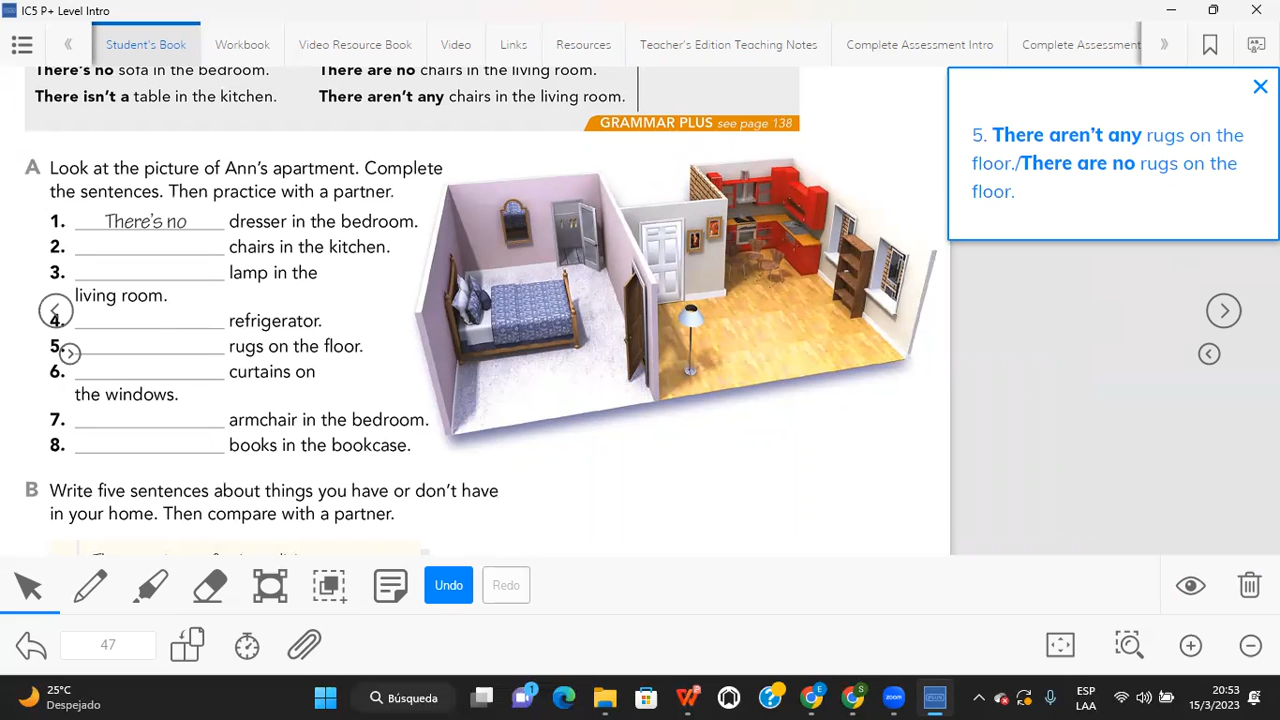 IC5 P+ Level Intro
Student's Book
Workbook
Video Resource Book
Video
Links
Resources
Teacher's Edition Teaching Notes
Complete Assessment Intro
Complete Assessment
There's no sofa in the bedroom.
There are no chairs in the living room.
There isn't a table in the kitchen.
There aren't any chairs in the living room.
GRAMMAR PLUS see page 138
A Look at the picture of Ann's apartment. Complete
the sentences. Then practice with a partner.
1. There's no dresser in the bedroom.
2. chairs in the kitchen.
3. lamp in the
living room.
4. refrigerator.
5. rugs on the floor.
6. curtains on
the windows.
7. armchair in the bedroom.
8. books in the bookcase.
B Write five sentences about things you have or don't have
in your home. Then compare with a partner.
5. There aren't any rugs on the
floor./There are no rugs on the
floor.
Undo
Redo
47
25°C
Despejado
Búsqueda
1
E
S
zoom
ESP
LAA
20:53
15/3/2023